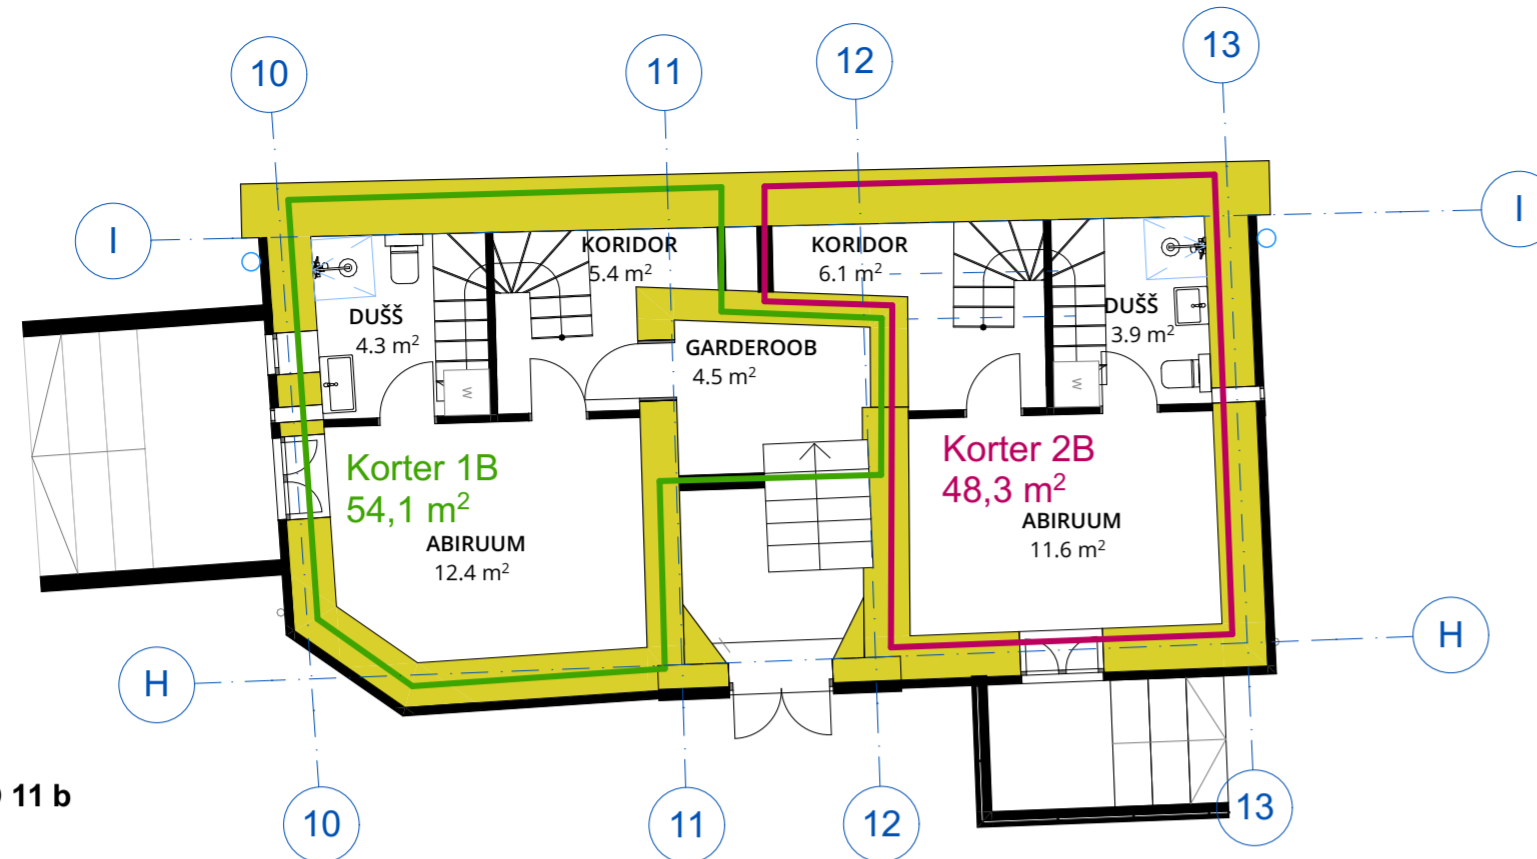 10
11
12
13
I
I
KORIDOR
5.4 m²
KORIDOR
6.1 m²
DUŠŠ
4.3 m²
DUŠŠ
3.9 m²
GARDEROOB
4.5 m²
W
W
Korter 1B
54,1 m²
Korter 2B
48,3 m²
ABIRUUM
12.4 m²
ABIRUUM
11.6 m²
H
H
11 b
10
11
12
13